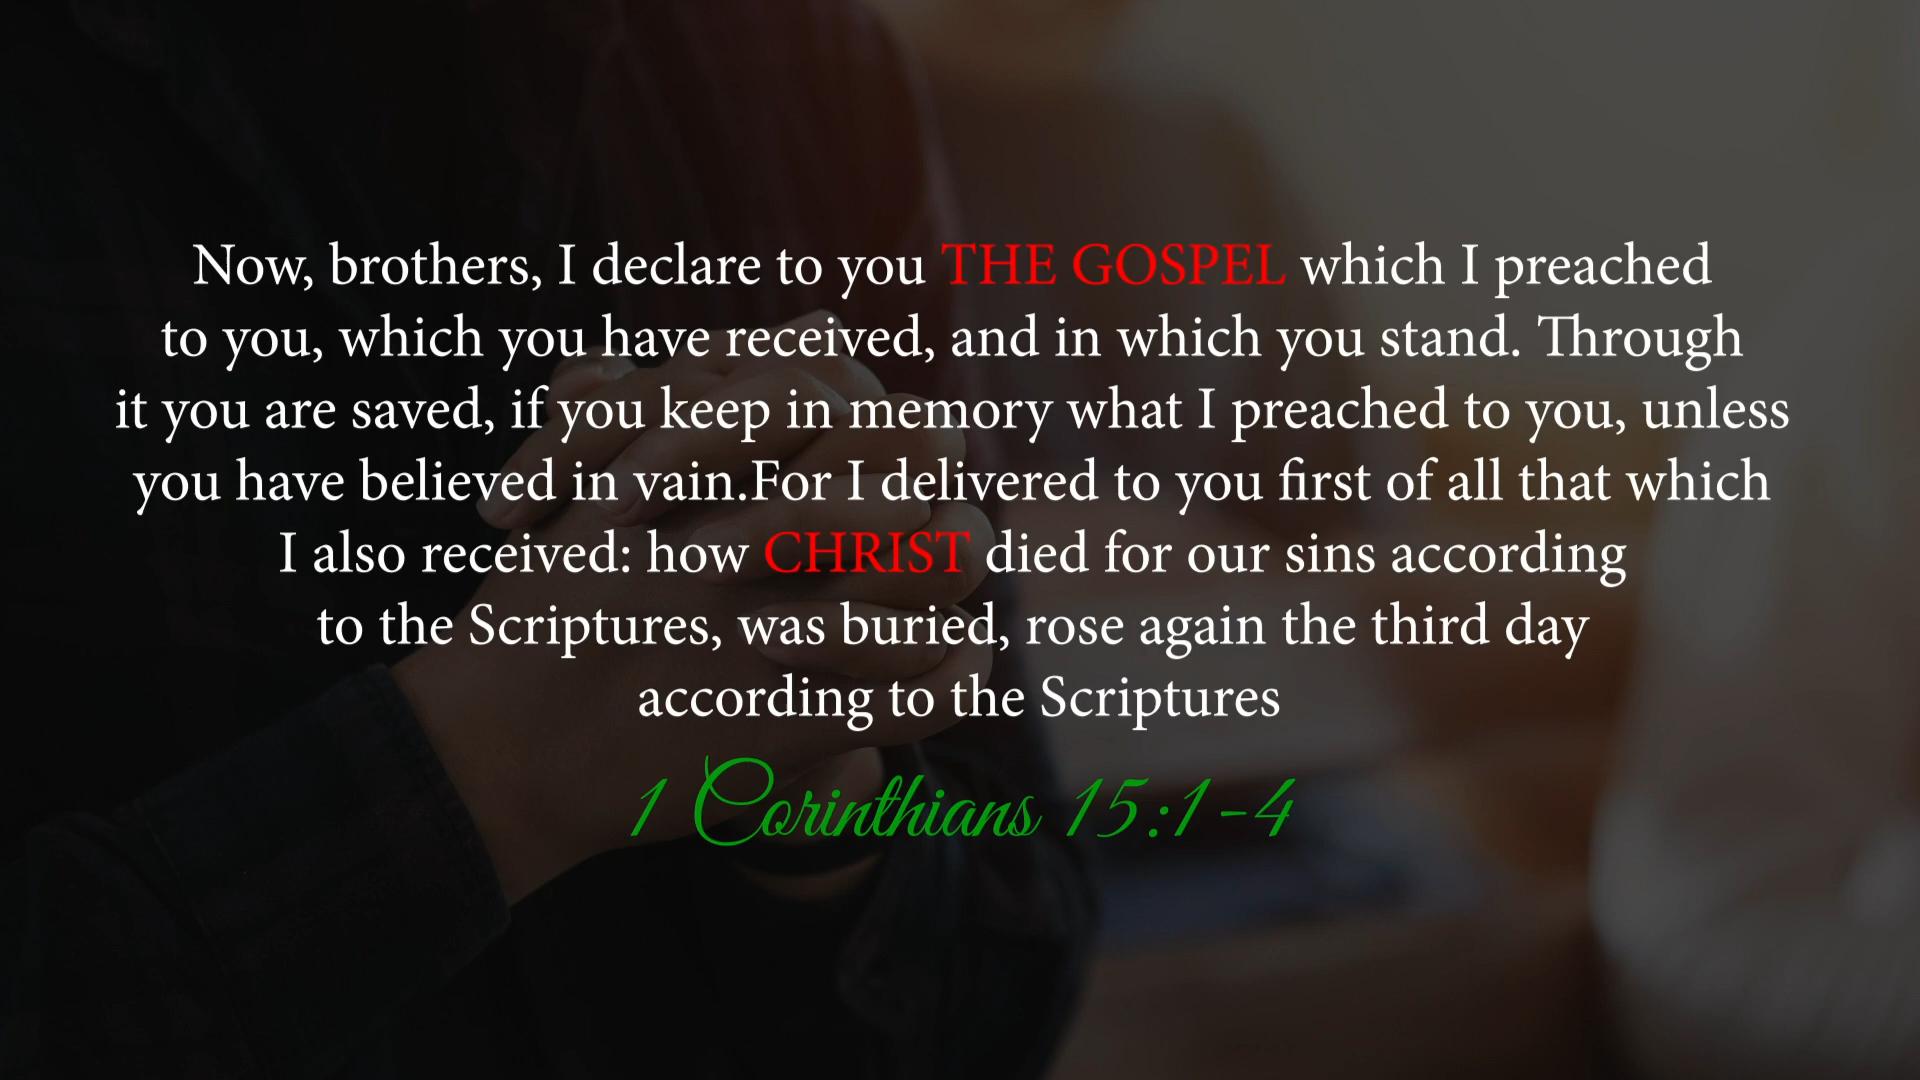 Now, brothers, I declare to you THE GOSPEL which I preached
to you, which you have received, and in which you stand. Through
it you are saved, if you keep in memory what I preached to you, unless
you have believed in vain.For I delivered to you first of all that which
I also received: how CHRIST died for our sins according
to the Scriptures, was buried, rose again the third day
according to the Scriptures
1 Corinthians 15:1-4